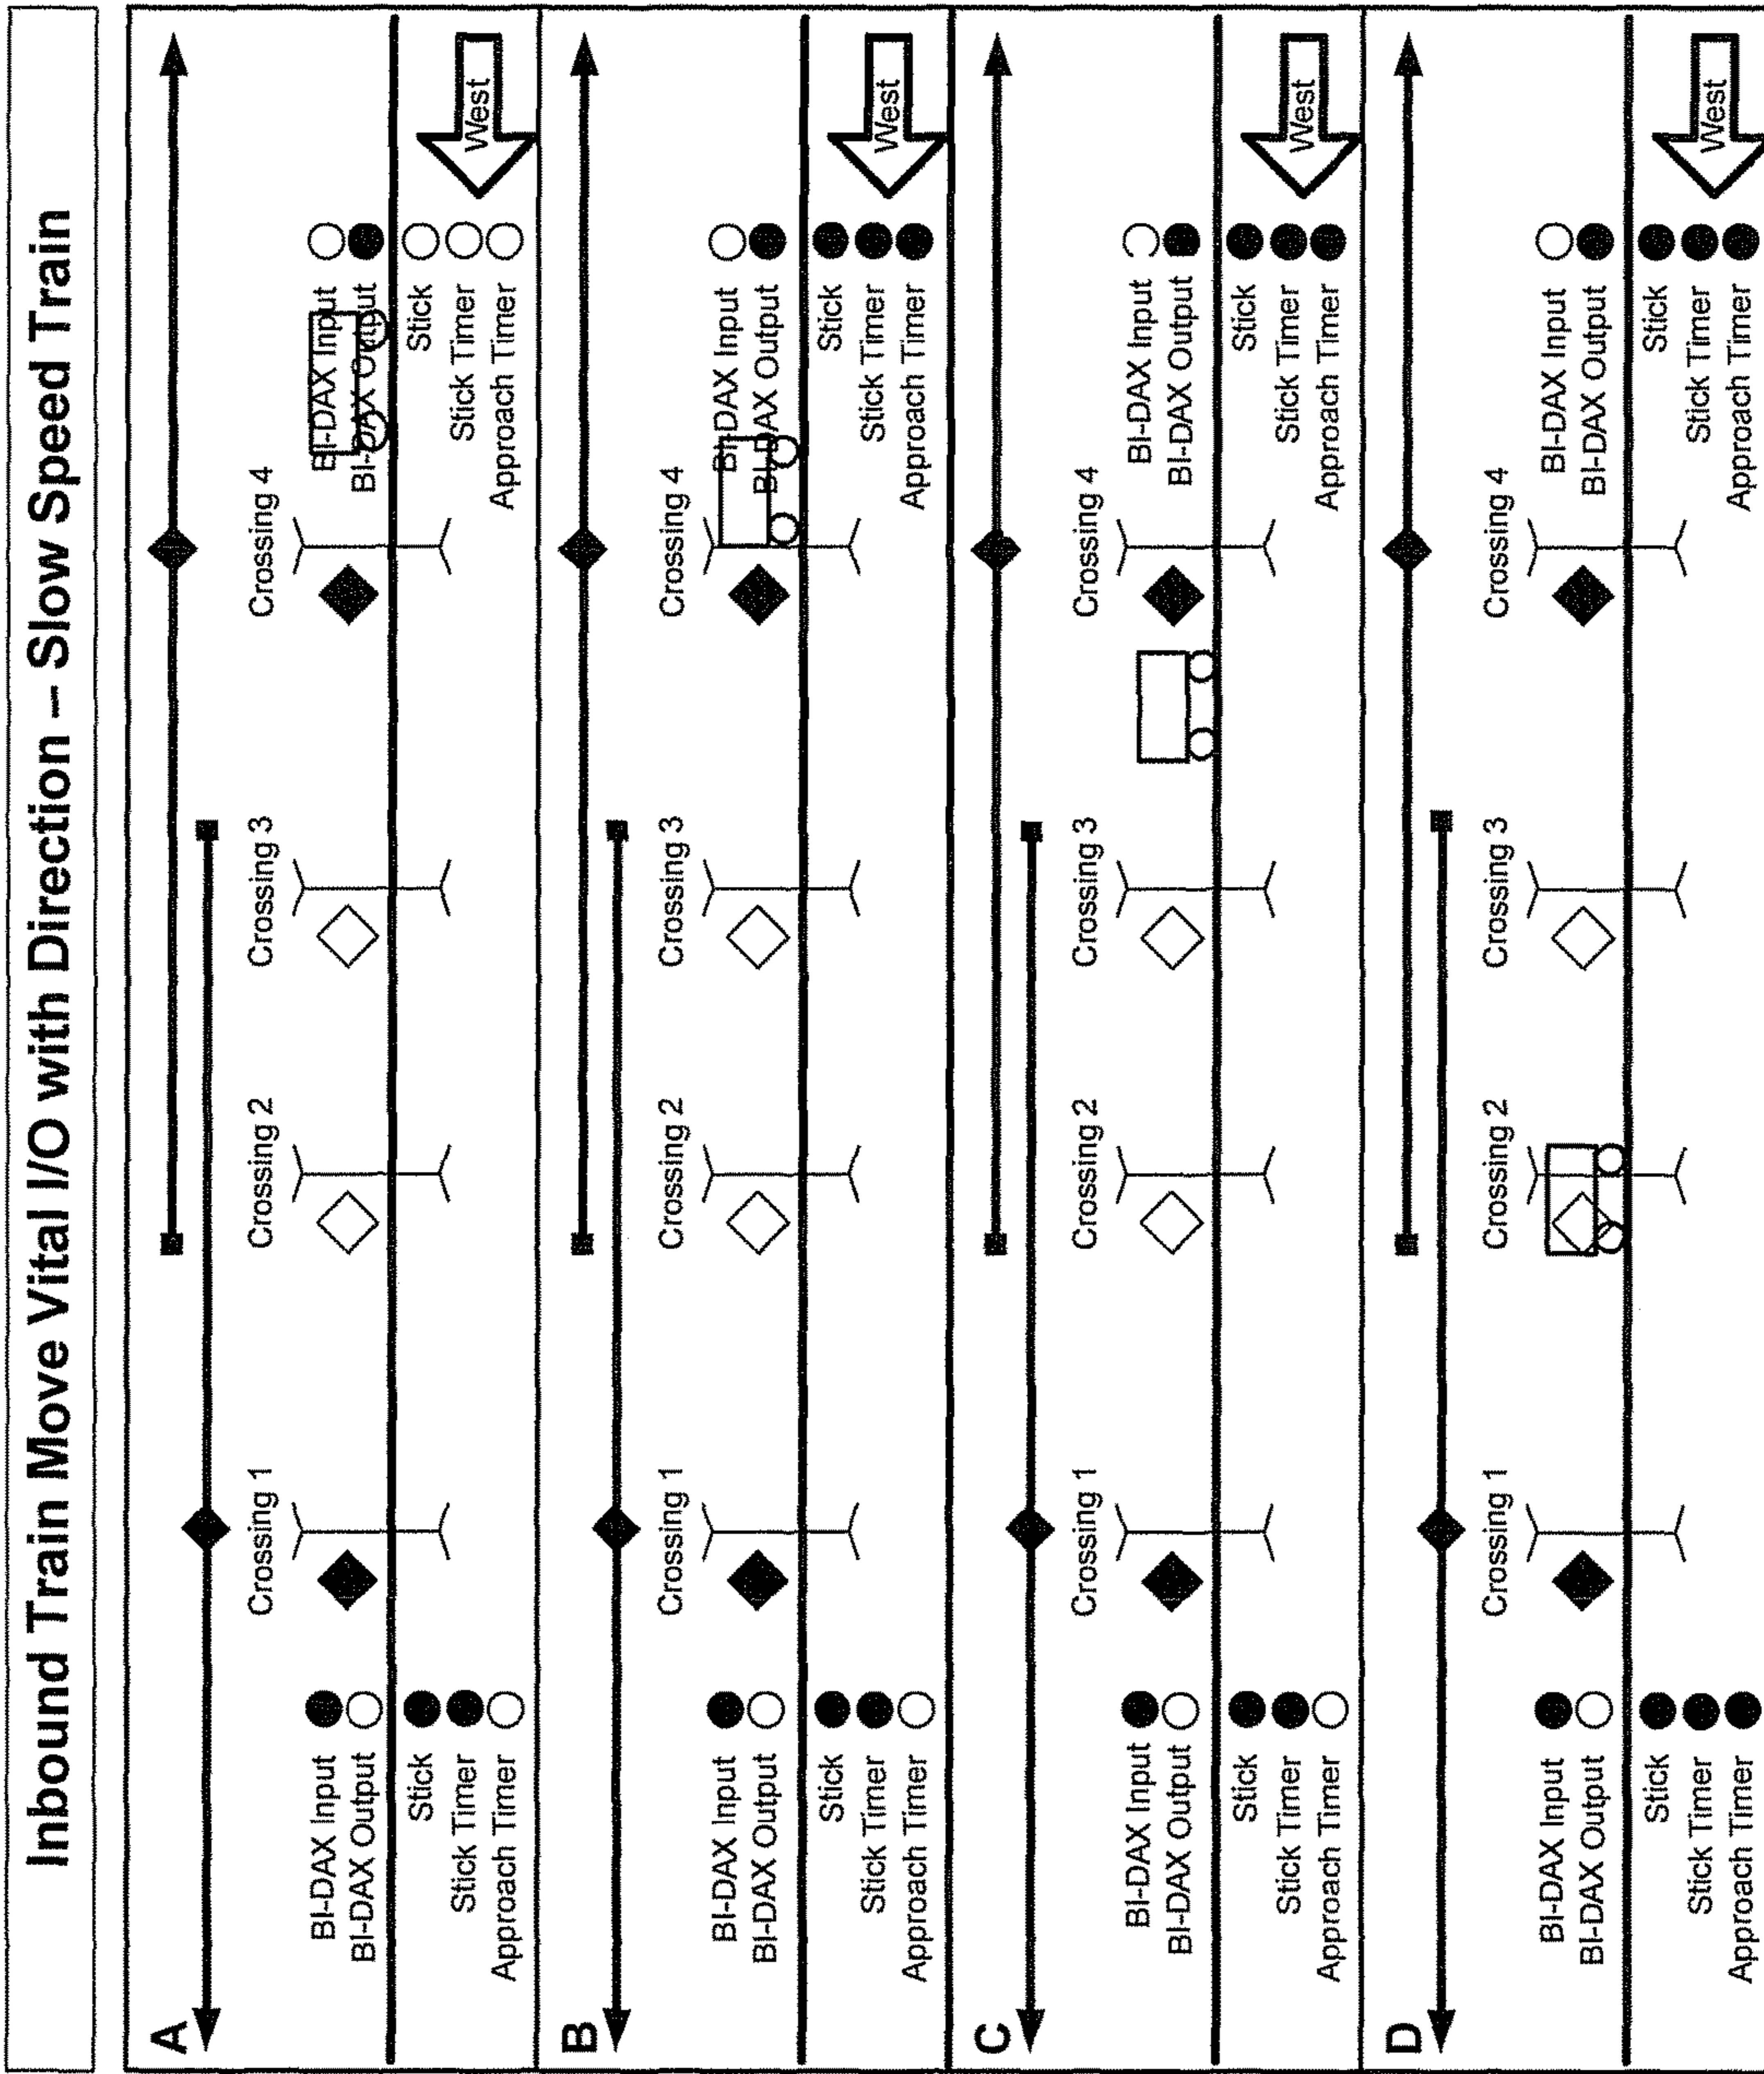 Inbound Train Move Vital I/O with Direction – Slow Speed Train
A
Crossing 1
Crossing 2
Crossing 3
Crossing 4
BI-DAX Input
BI-DAX Output
Stick
Stick Timer
Approach Timer
BI-DAX Input
BI-DAX Output
Stick
Stick Timer
Approach Timer
West
B
Crossing 1
Crossing 2
Crossing 3
Crossing 4
BI-DAX Input
BI-DAX Output
Stick
Stick Timer
Approach Timer
BI-DAX Input
BI-DAX Output
Stick
Stick Timer
Approach Timer
West
C
Crossing 1
Crossing 2
Crossing 3
Crossing 4
BI-DAX Input
BI-DAX Output
Stick
Stick Timer
Approach Timer
BI-DAX Input
BI-DAX Output
Stick
Stick Timer
Approach Timer
West
D
Crossing 1
Crossing 2
Crossing 3
Crossing 4
BI-DAX Input
BI-DAX Output
Stick
Stick Timer
Approach Timer
BI-DAX Input
BI-DAX Output
Stick
Stick Timer
Approach Timer
West